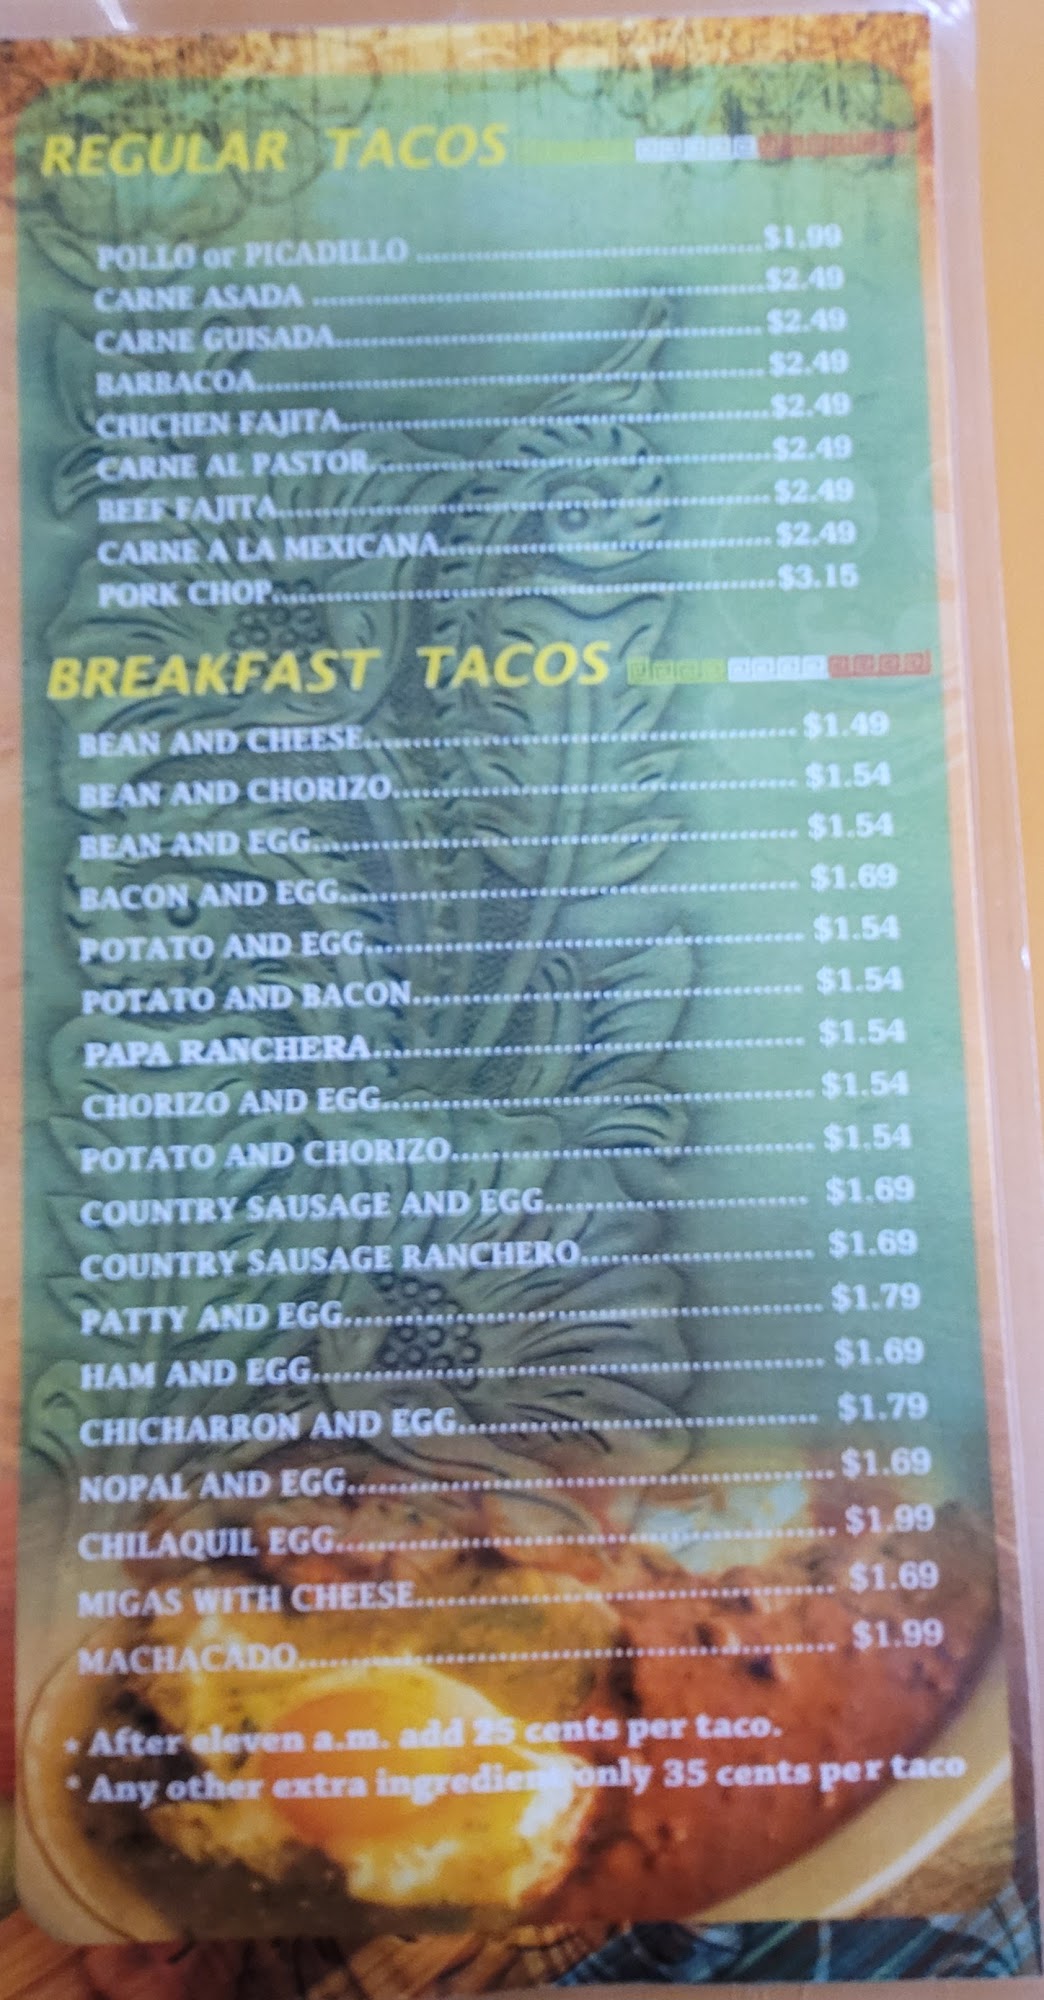 REGULAR TACOS
POLLO or PICADILLO ........ $1.99
CARNE ASADA ........ $2.49
CARNE GUISADA........ $2.49
BARBACOA........ $2.49
CHICHEN FAJITA........ $2.49
CARNE AL PASTOR........ $2.49
BEEF FAJITA........ $2.49
CARNE A LA MEXICANA........ $2.49
PORK CHOP........ $3.15
BREAKFAST TACOS
BEAN AND CHEESE........ $1.49
BEAN AND CHORIZO........ $1.54
BEAN AND EGG........ $1.54
BACON AND EGG........ $1.69
POTATO AND EGG........ $1.54
POTATO AND BACON........ $1.54
PAPA RANCHERA........ $1.54
CHORIZO AND EGG........ $1.54
POTATO AND CHORIZO........ $1.54
COUNTRY SAUSAGE AND EGG........ $1.69
COUNTRY SAUSAGE RANCHERO........ $1.69
PATTY AND EGG........ $1.79
HAM AND EGG........ $1.69
CHICHARRON AND EGG........ $1.79
NOPAL AND EGG........ $1.69
CHILAQUIL EGG........ $1.99
MIGAS WITH CHEESE........ $1.69
MACHACADO........ $1.99
* After eleven a.m. add 25 cents per taco.
* Any other extra ingredient only 35 cents per taco